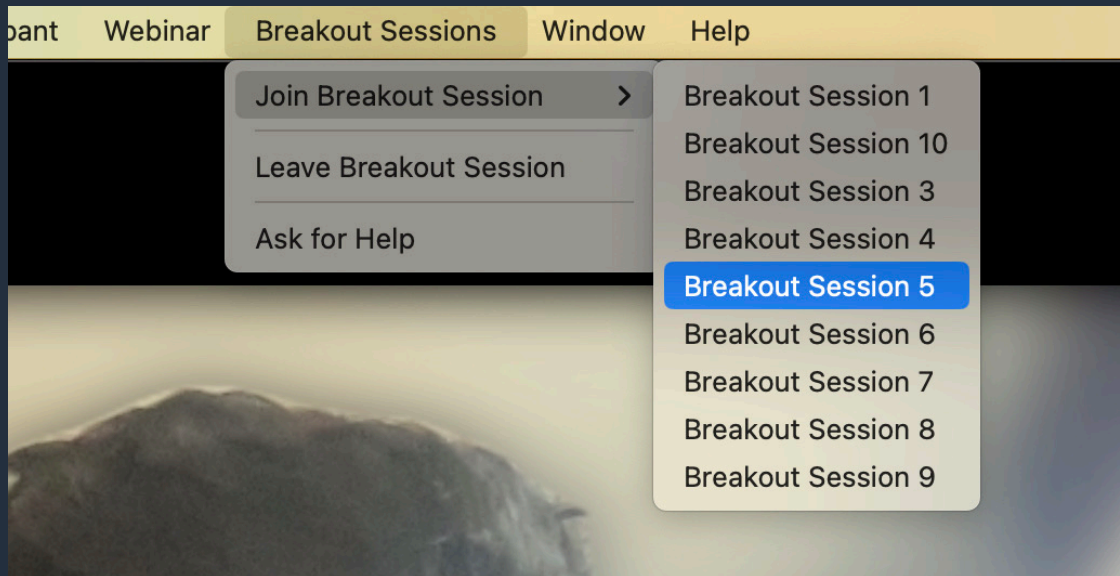 pant Webinar Breakout Sessions Window Help
Join Breakout Session
Leave Breakout Session
Ask for Help
Breakout Session 1
Breakout Session 10
Breakout Session 3
Breakout Session 4
Breakout Session 5
Breakout Session 6
Breakout Session 7
Breakout Session 8
Breakout Session 9